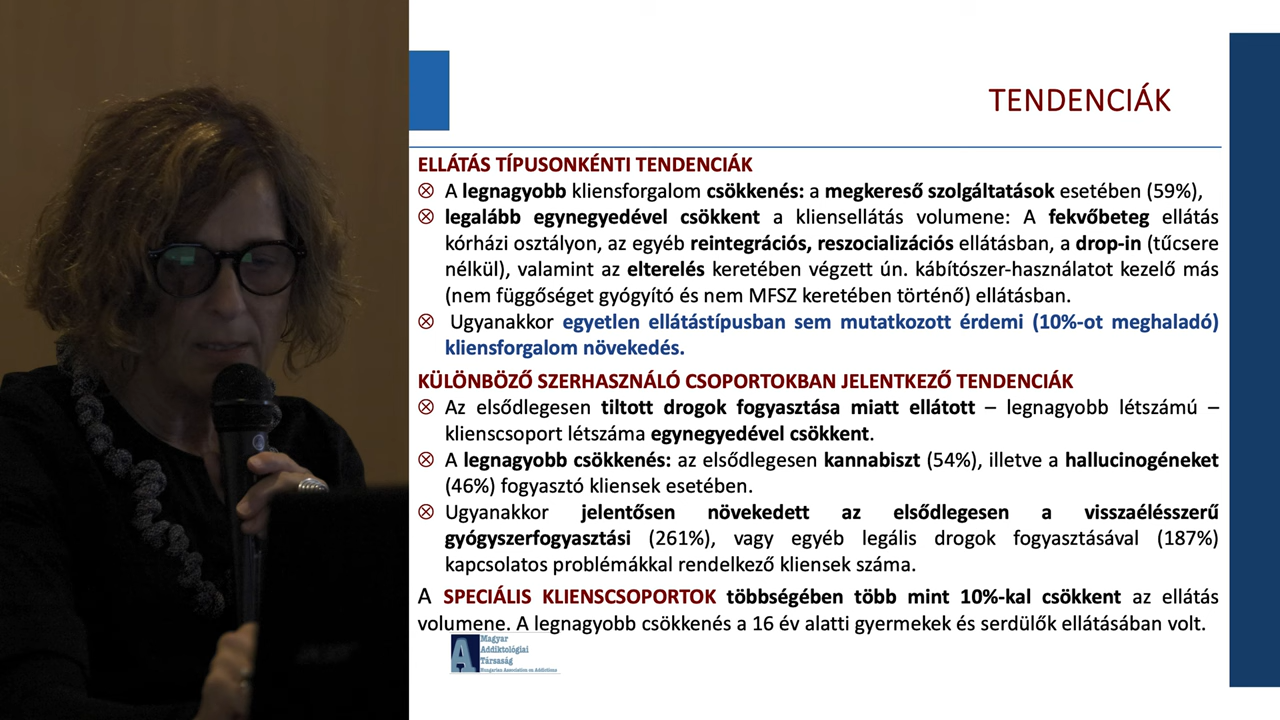 TENDENCIÁK
ELLÁTÁS TÍPUSONKÉNTI TENDENCIÁK
A legnagyobb kliensforgalom csökkenés: a megkereső szolgáltatások esetében (59%),
legalább egynegyedével csökkent a kliensellátás volumene: A fekvőbeteg ellátás
kórházi osztályon, az egyéb reintegrációs, reszocializációs ellátásban, a drop-in (tűcsere
nélkül), valamint az elterelés keretében végzett ún. kábítószer-használatot kezelő más
(nem függőséget gyógyító és nem MFSZ keretében történő) ellátásban.
Ugyanakkor egyetlen ellátástípusban sem mutatkozott érdemi (10%-ot meghaladó)
kliensforgalom növekedés.
KÜLÖNBÖZŐ SZERHASZNÁLÓ CSOPORTOKBAN JELENTKEZŐ TENDENCIÁK
Az elsődlegesen tiltott drogok fogyasztása miatt ellátott – legnagyobb létszámú –
klienscsoport létszáma egynegyedével csökkent.
A legnagyobb csökkenés: az elsődlegesen kannabiszt (54%), illetve a hallucinogéneket
(46%) fogyasztó kliensek esetében.
Ugyanakkor jelentősen növekedett az elsődlegesen a visszaélésszerű
gyógyszerfogyasztási (261%), vagy egyéb legális drogok fogyasztásával (187%)
kapcsolatos problémákkal rendelkező kliensek száma.
A SPECIÁLIS KLIENSCSOPORTOK többségében több mint 10%-kal csökkent az ellátás
volumene. A legnagyobb csökkenés a 16 év alatti gyermekek és serdülők ellátásában volt.
A
Magyar
Addiktológiai
Társaság
Hungarian Association on Addictions